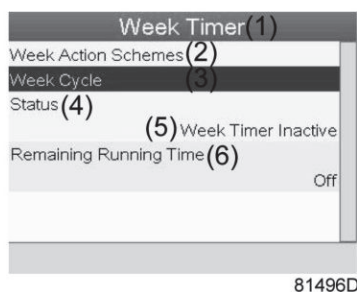 Week Timer(1)
Week Action Schemes(2)
Week Cycle (3)
Status(4)
(5)Week Timer Inactive
Remaining Running Time(6)
Off
81496D